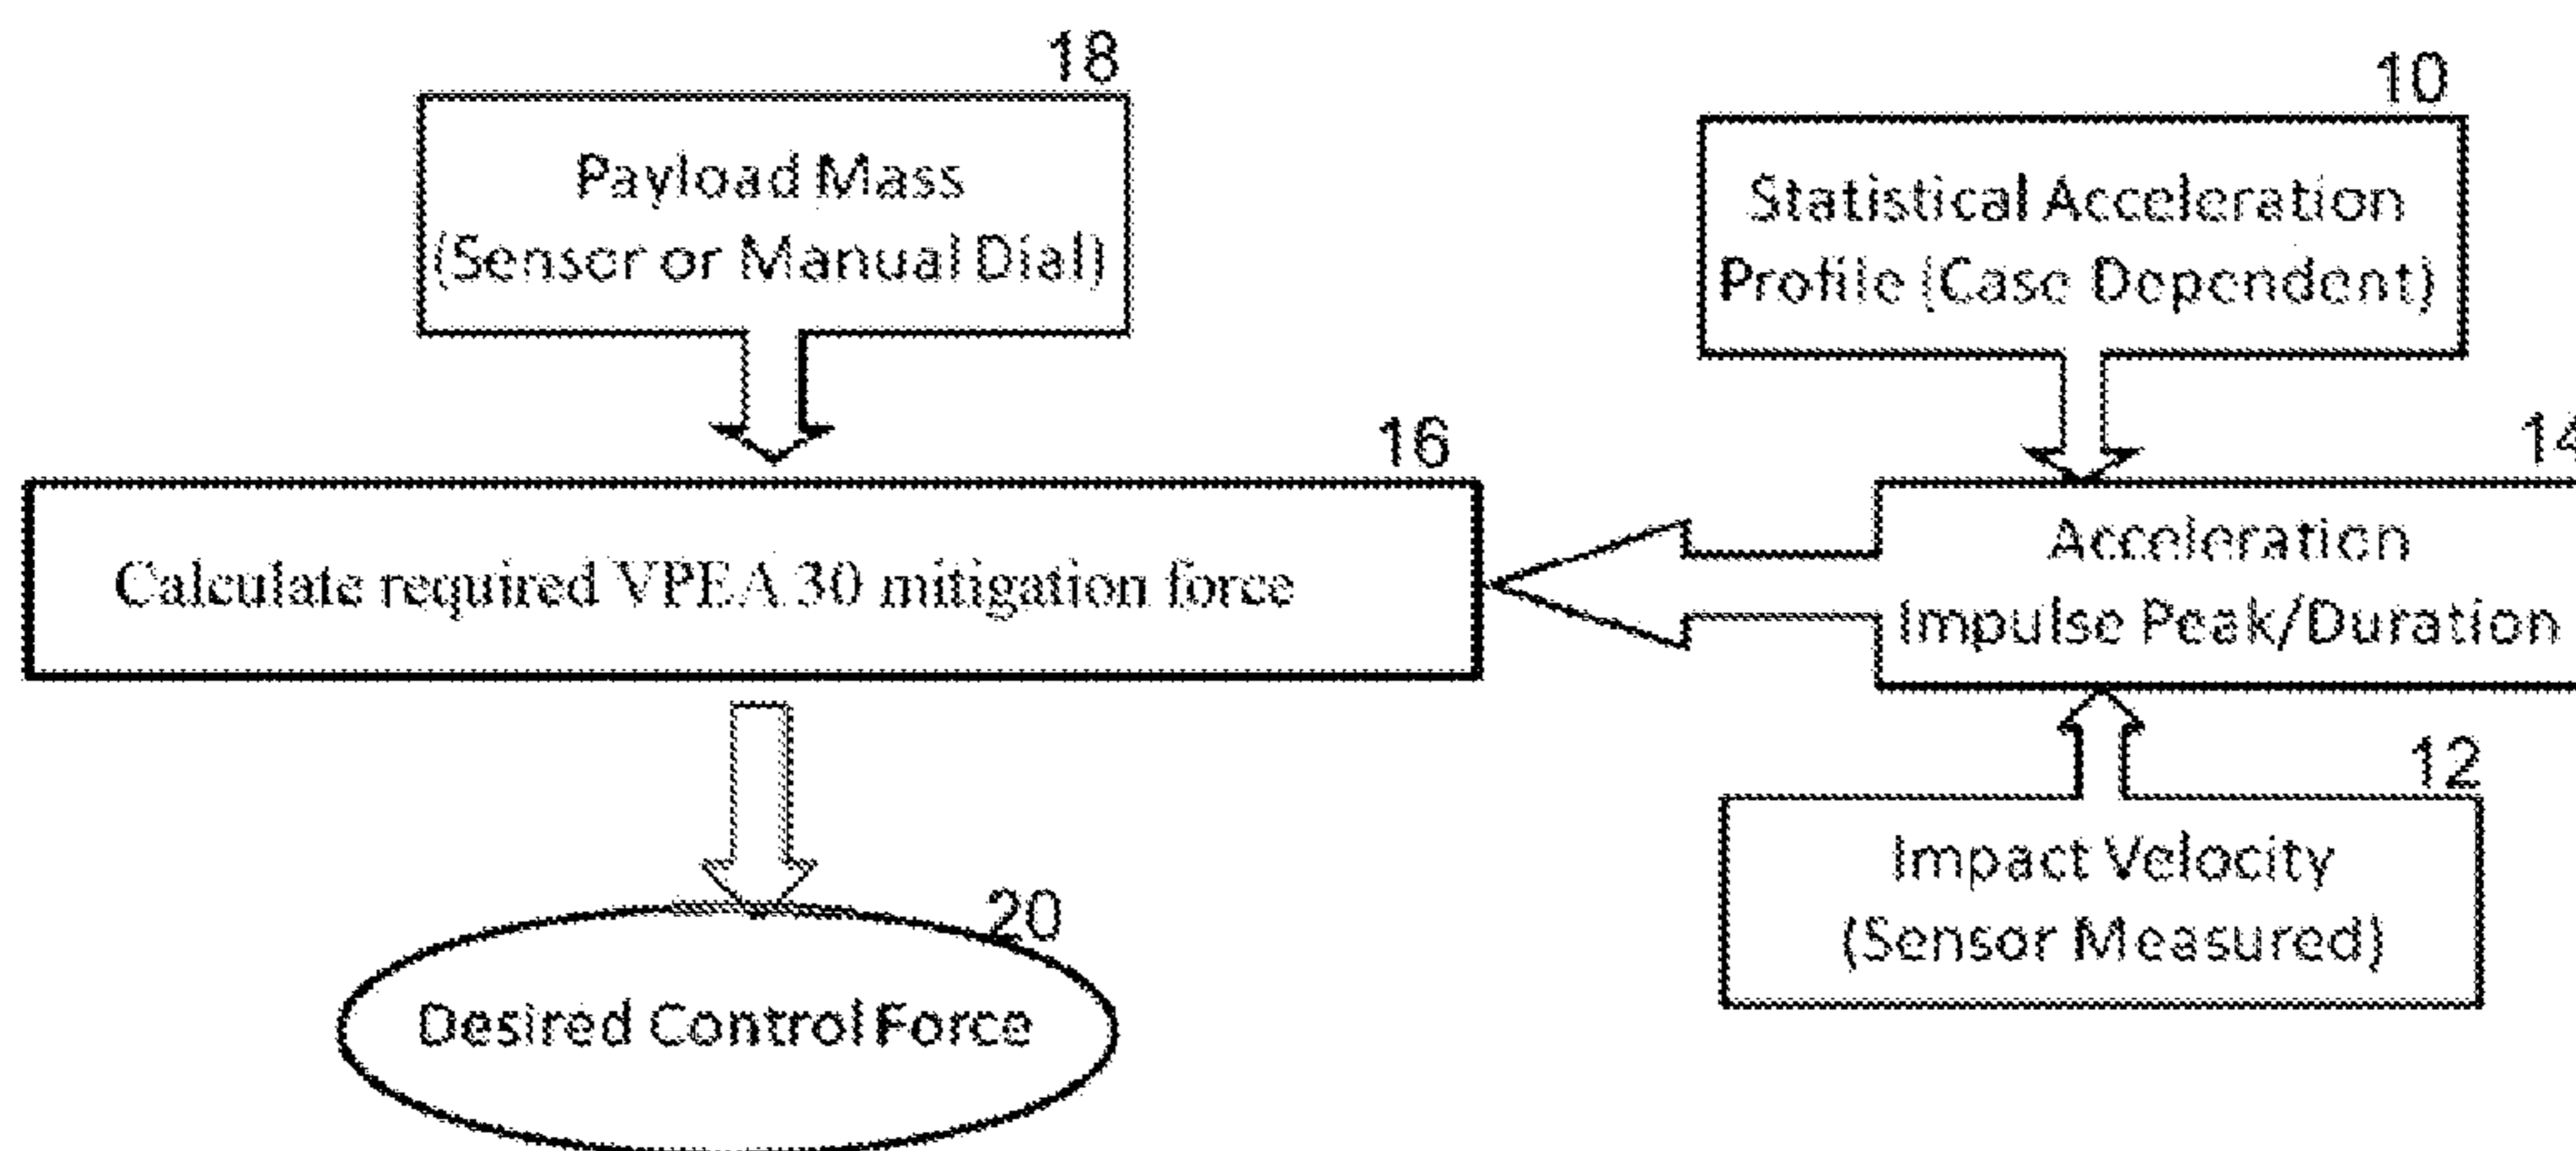 18
Payload Mass
(Sensor or Manual Dial)
10
Statistical Acceleration
Profile (Case Dependent)
16
Calculate required VPEA 30 mitigation force
14
Acceleration
Impulse Peak/Duration
12
Impact Velocity
(Sensor Measured)
20
Desired Control Force